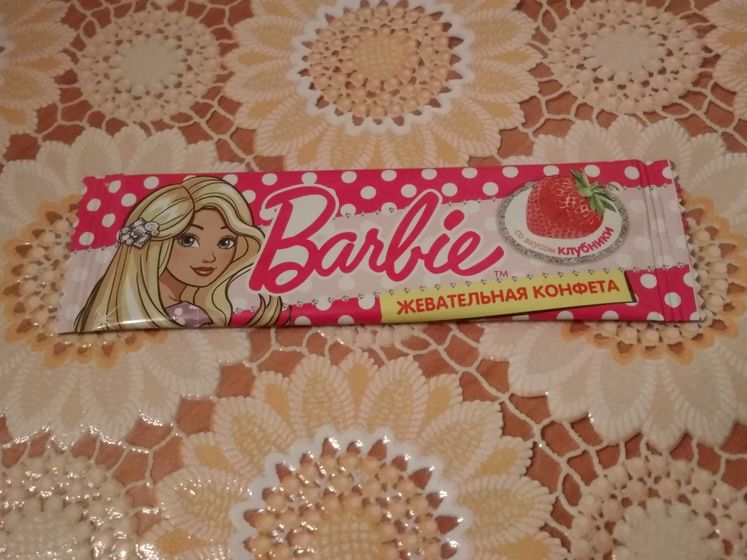 Barbie
TM
со вкусом
клубники
ЖЕВАТЕЛЬНАЯ КОНФЕТА